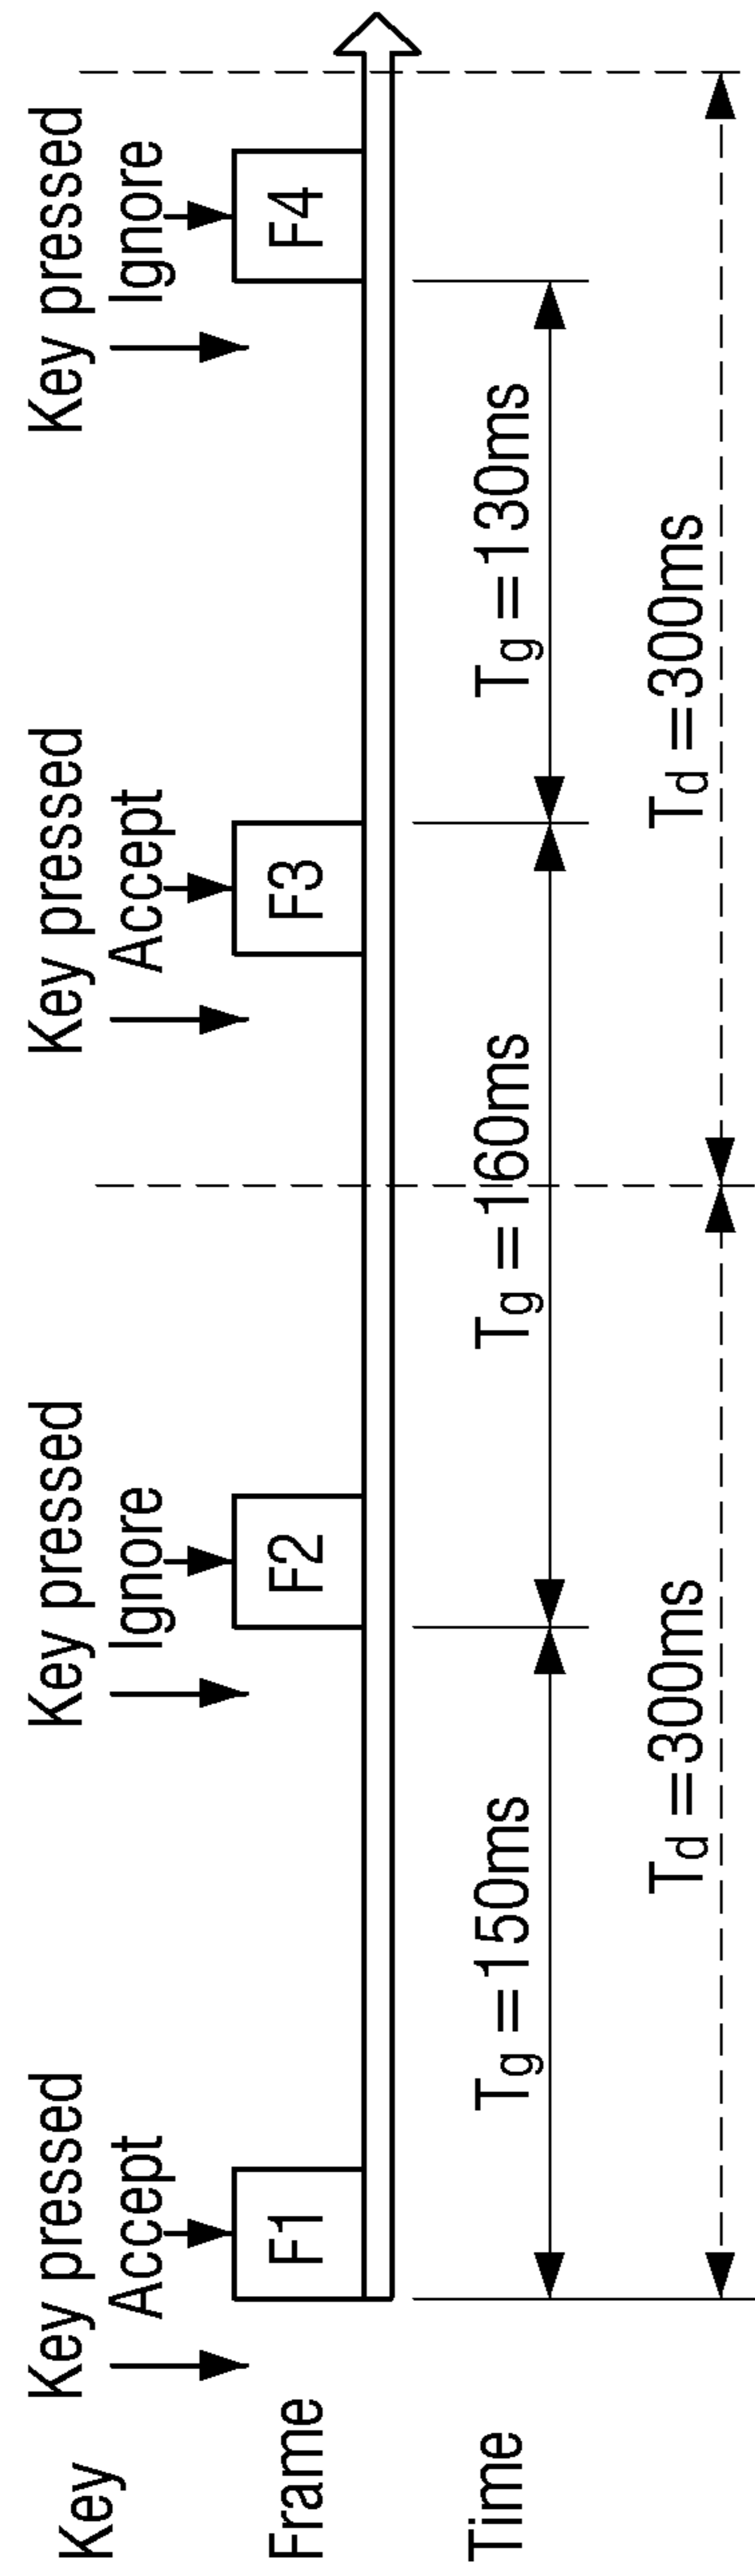 Key
Key pressed
Accept
Key pressed
Ignore
Key pressed
Accept
Key pressed
Ignore
Frame
F1
F2
F3
F4
Time
Tg =150ms
Tg =160ms
Tg =130ms
Td =300ms
Td =300ms